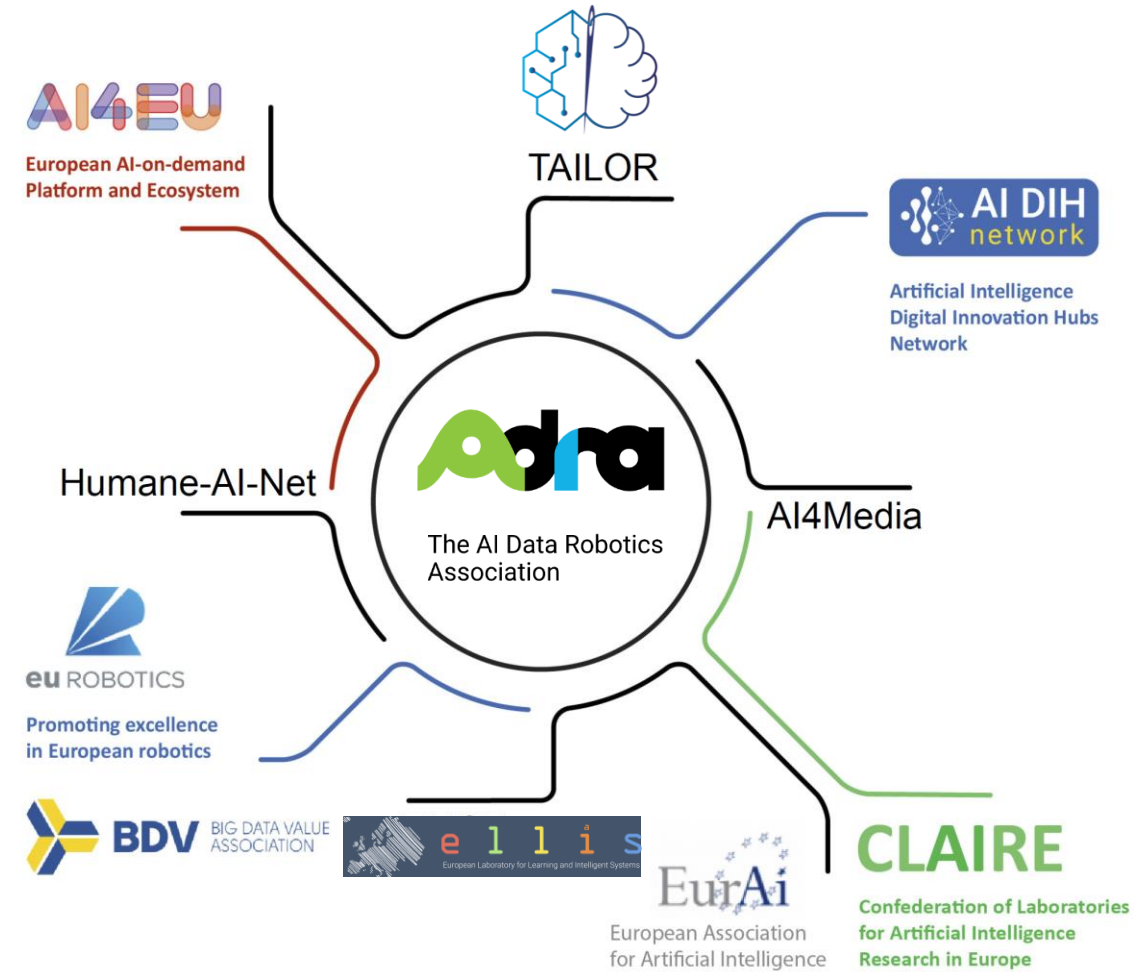 TAILOR
AI4EU
European AI-on-demand
Platform and Ecosystem
AI DIH
network
Artificial Intelligence
Digital Innovation Hubs
Network
Adra
The AI Data Robotics
Association
Humane-AI-Net
AI4Media
eu ROBOTICS
Promoting excellence
in European robotics
BDV BIG DATA VALUE
ASSOCIATION
a
ellis
European Laboratory for Learning and Intelligent Systems
EurAi
European Association
for Artificial Intelligence
CLAIRE
Confederation of Laboratories
for Artificial Intelligence
Research in Europe